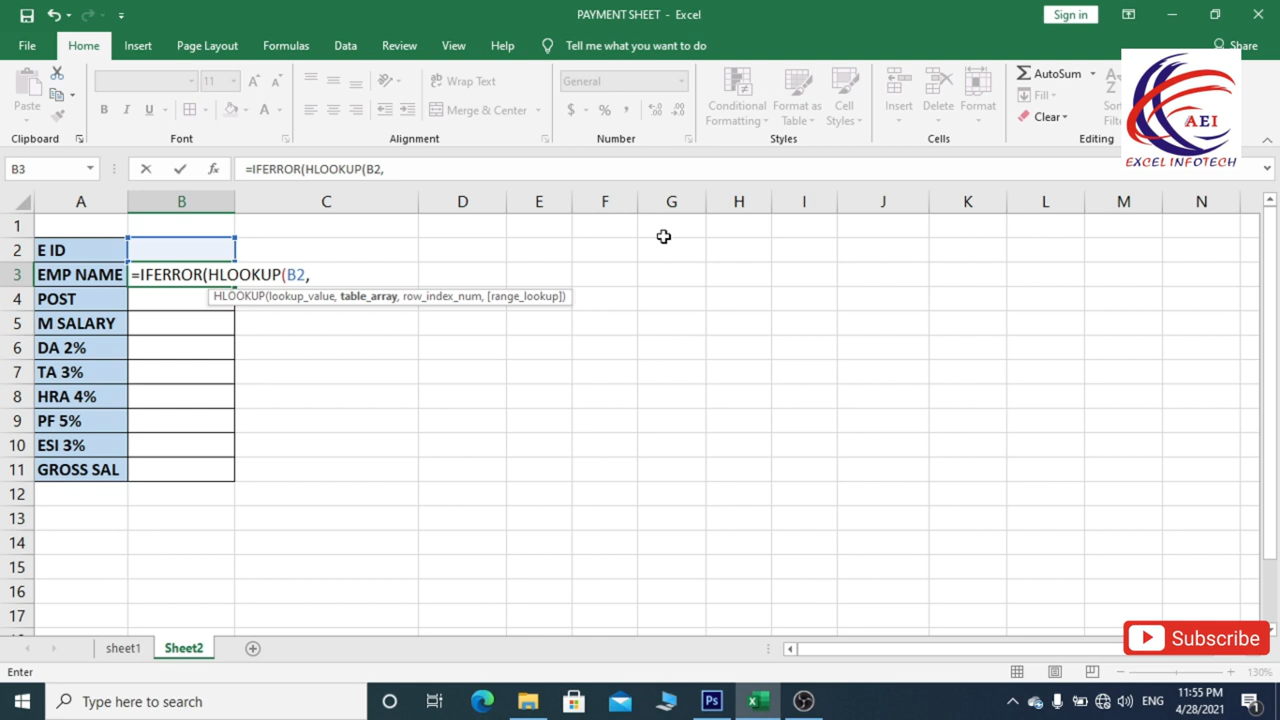 PAYMENT SHEET - Excel
Sign in
File Home Insert Page Layout Formulas Data Review View Help Tell me what you want to do Share
Paste
11
B I U
Wrap Text
Merge & Center
General
$ % ,
Conditional Formatting
Format as Table
Cell Styles
Insert
Delete
Format
AutoSum
Fill
Clear
Clipboard Font Alignment Number Styles Cells Editing
AEI
EXCEL INFOTECH
B3 =IFERROR(HLOOKUP(B2,
A B C D E F G H I J K L M N
1
2 E ID
3 EMP NAME =IFERROR(HLOOKUP(B2,
HLOOKUP(lookup_value, table_array, row_index_num, [range_lookup])
4 POST
5 M SALARY
6 DA 2%
7 TA 3%
8 HRA 4%
9 PF 5%
10 ESI 3%
11 GROSS SAL
12
13
14
15
16
17
sheet1 Sheet2
Subscribe
Enter 130%
Type here to search
ENG
11:55 PM
4/28/2021